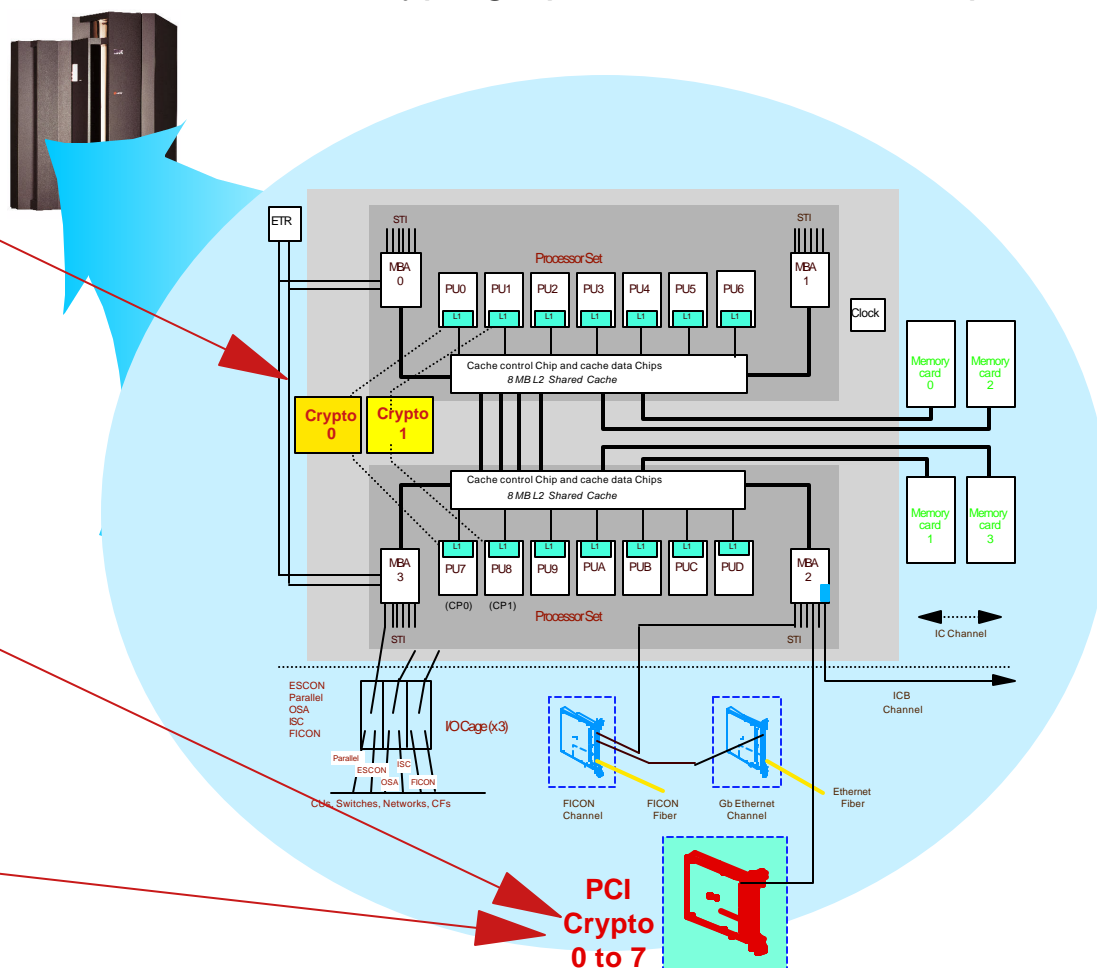 ETR
STI
STI
Processor Set
MBA
0
MBA
1
PU0
PU1
PU2
PU3
PU4
PU5
PU6
L1
L1
L1
L1
L1
L1
L1
Clock
Cache control Chip and cache data Chips
8 MB L2 Shared Cache
Memory
card
0
Memory
card
2
Crypto
0
Crypto
1
Cache control Chip and cache data Chips
8 MB L2 Shared Cache
Memory
card
1
Memory
card
3
L1
L1
L1
L1
L1
L1
L1
MBA
3
PU7
PU8
PU9
PUA
PUB
PUC
PUD
MBA
2
(CP0)
(CP1)
Processor Set
STI
STI
IC Channel
ESCON
Parallel
OSA
ISC
FICON
I/O Cage (x3)
ICB
Channel
Parallel
ESCON
OSA
ISC
FICON
CUs, Switches, Networks, CFs
FICON
Channel
FICON
Fiber
Gb Ethernet
Channel
Ethernet
Fiber
PCI
Crypto
0 to 7